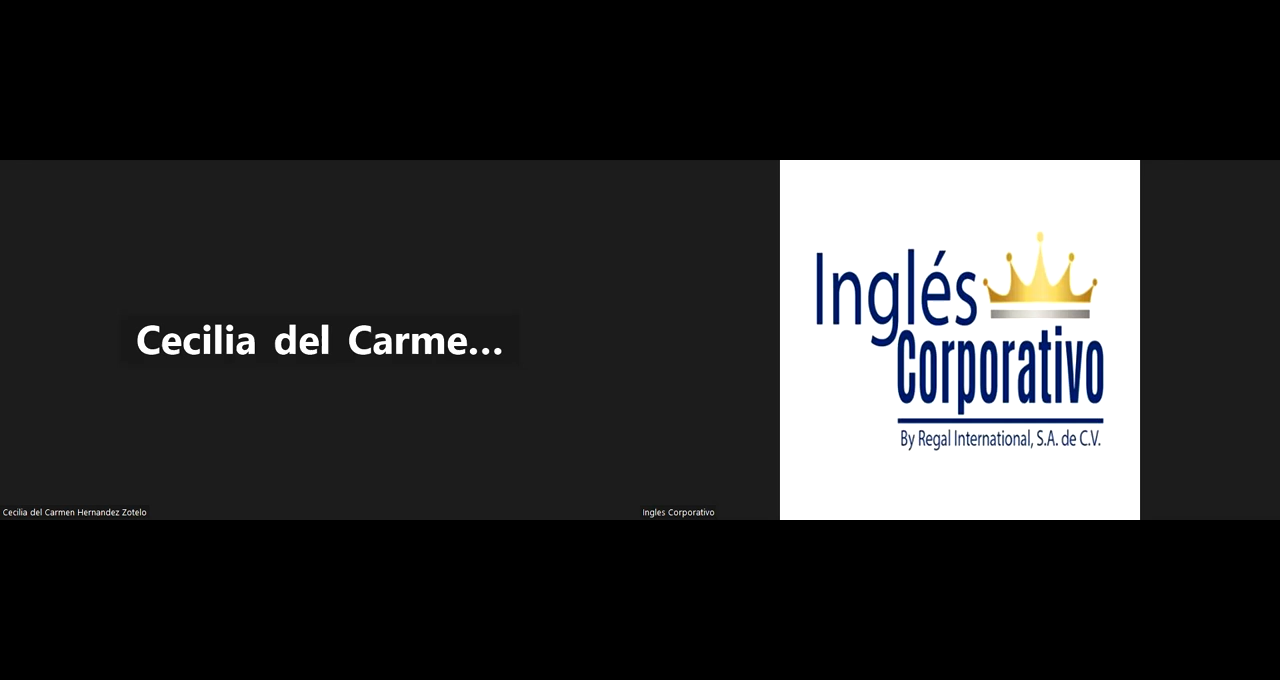 Cecilia del Carme...
Cecilia del Carmen Hernandez Zotelo
Inglés
Corporativo
By Regal International, S.A. de C.V.
Ingles Corporativo